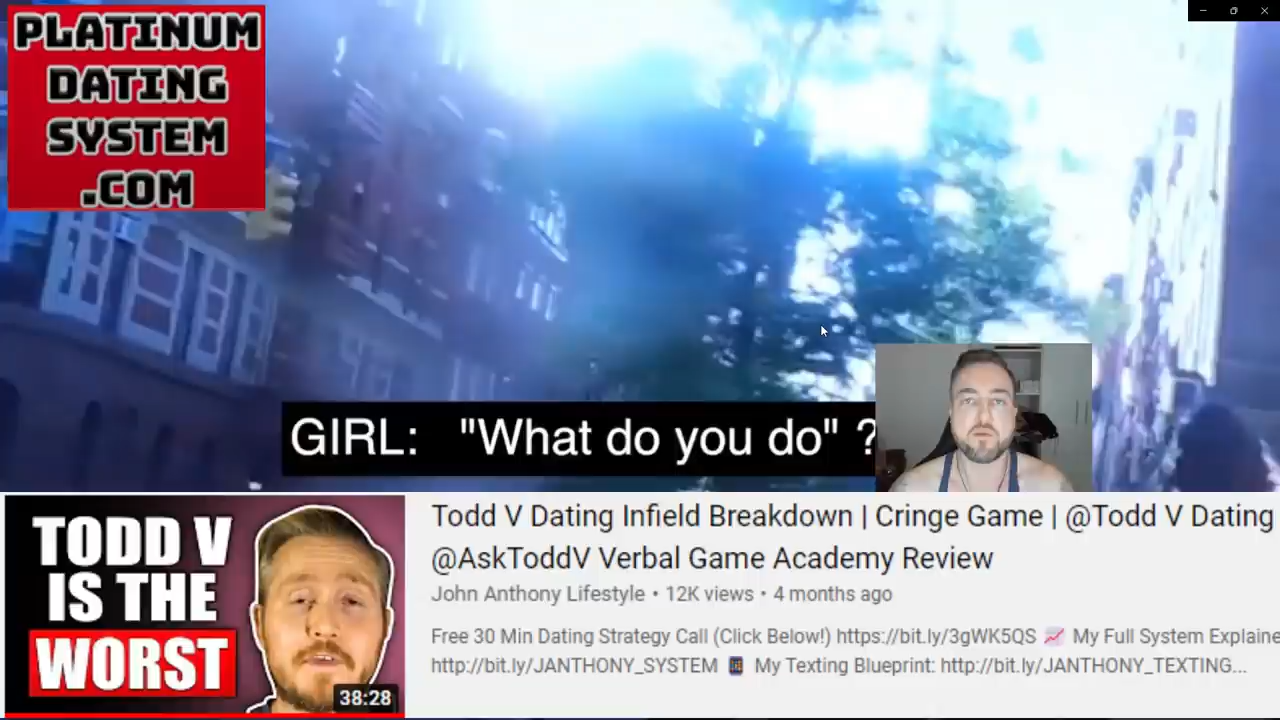 PLATINUM
DATING
SYSTEM
.COM
GIRL: "What do you do" ?
TODD V
IS THE
WORST
38:28
Todd V Dating Infield Breakdown | Cringe Game | @Todd V Dating
@AskToddV Verbal Game Academy Review
John Anthony Lifestyle • 12K views • 4 months ago
Free 30 Min Dating Strategy Call (Click Below!) https://bit.ly/3gWK5QS 📈 My Full System Explaine
http://bit.ly/JANTHONY_SYSTEM 📱 My Texting Blueprint: http://bit.ly/JANTHONY_TEXTING...